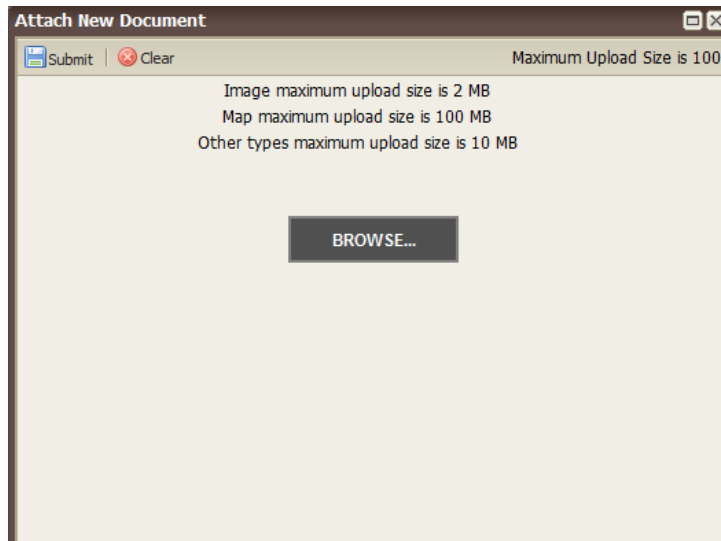 Attach New Document
Submit Clear Maximum Upload Size is 100
Image maximum upload size is 2 MB
Map maximum upload size is 100 MB
Other types maximum upload size is 10 MB
BROWSE...